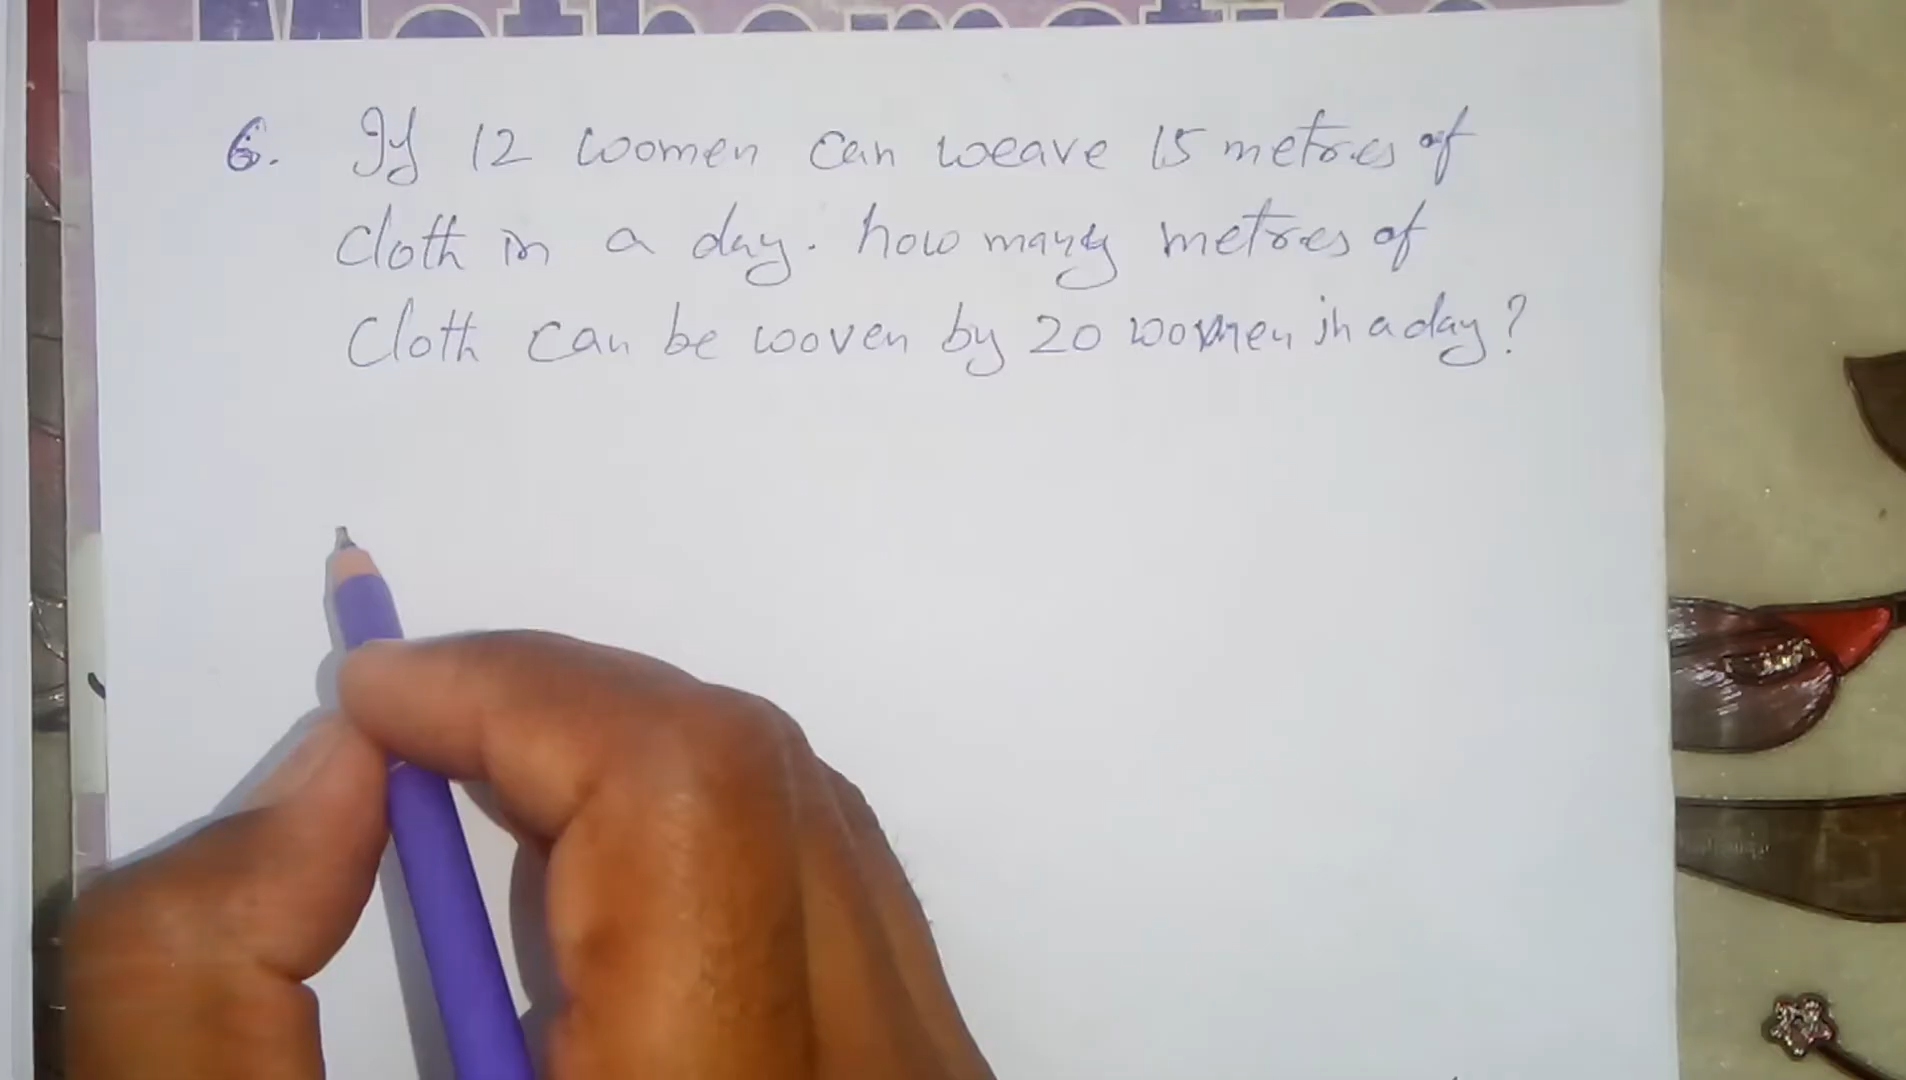 Mathematics
6. If 12 women can weave 15 metres of
cloth in a day. how many metres of
cloth can be woven by 20 women in a day?